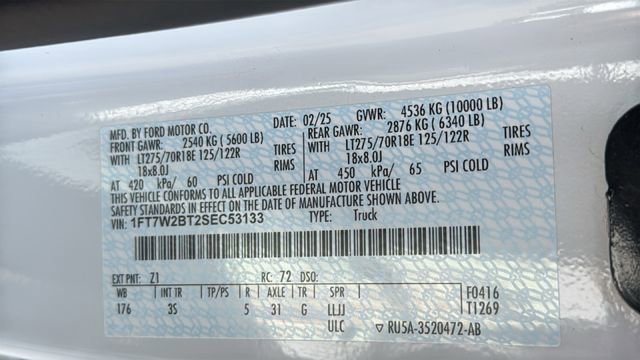 MFD. BY FORD MOTOR CO. DATE: 02/25 GVWR: 4536 KG (10000 LB)
FRONT GAWR: 2540 KG (5600 LB) REAR GAWR: 2876 KG (6340 LB)
WITH LT275/70R18E 125/122R TIRES WITH LT275/70R18E 125/122R TIRES
18x8.0J RIMS 18x8.0J RIMS
AT 420 kPa/ 60 PSI COLD AT 450 kPa/ 65 PSI COLD
THIS VEHICLE CONFORMS TO ALL APPLICABLE FEDERAL MOTOR VEHICLE
SAFETY STANDARDS IN EFFECT ON THE DATE OF MANUFACTURE SHOWN ABOVE.
VIN: 1FT7W2BT2SEC53133 TYPE: Truck
EXT PNT: Z1 RC: 72 DSO:
WB INT TR TP/PS R AXLE TR SPR F0416
176 3S 5 31 G LLJJ T1269
ULC RU5A-3520472-AB